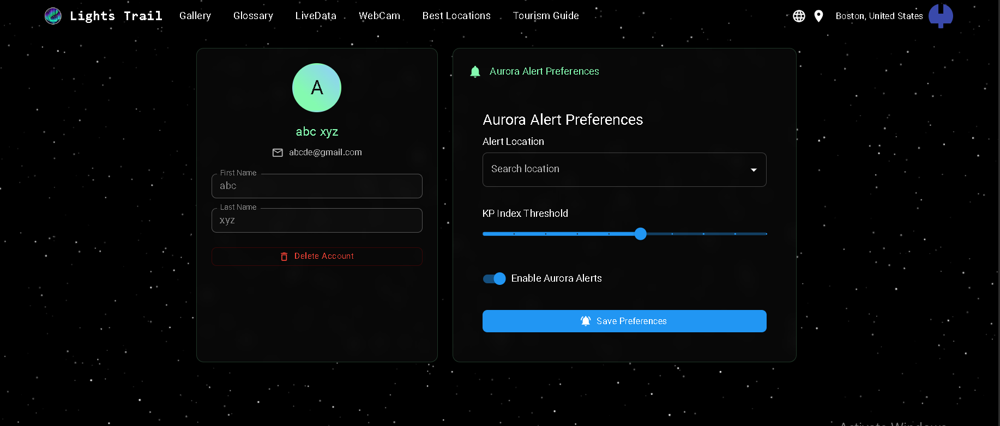 Lights Trail Gallery Glossary LiveData WebCam Best Locations Tourism Guide Boston, United States
A
abc xyz
abcde@gmail.com
First Name
abc
Last Name
xyz
Delete Account
Aurora Alert Preferences
Aurora Alert Preferences
Alert Location
Search location
KP Index Threshold
Enable Aurora Alerts
Save Preferences
Activate Windows